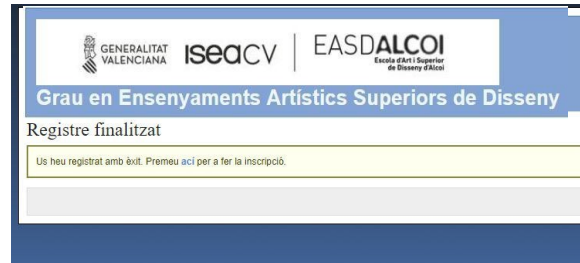 GENERALITAT
VALENCIANA
ISEACV
EASDALCOI
Escola d'Art i Superior
de Disseny d'Alcoi
Grau en Ensenyaments Artístics Superiors de Disseny
Registre finalitzat
Us heu registrat amb èxit. Premeu ací per a fer la inscripció.